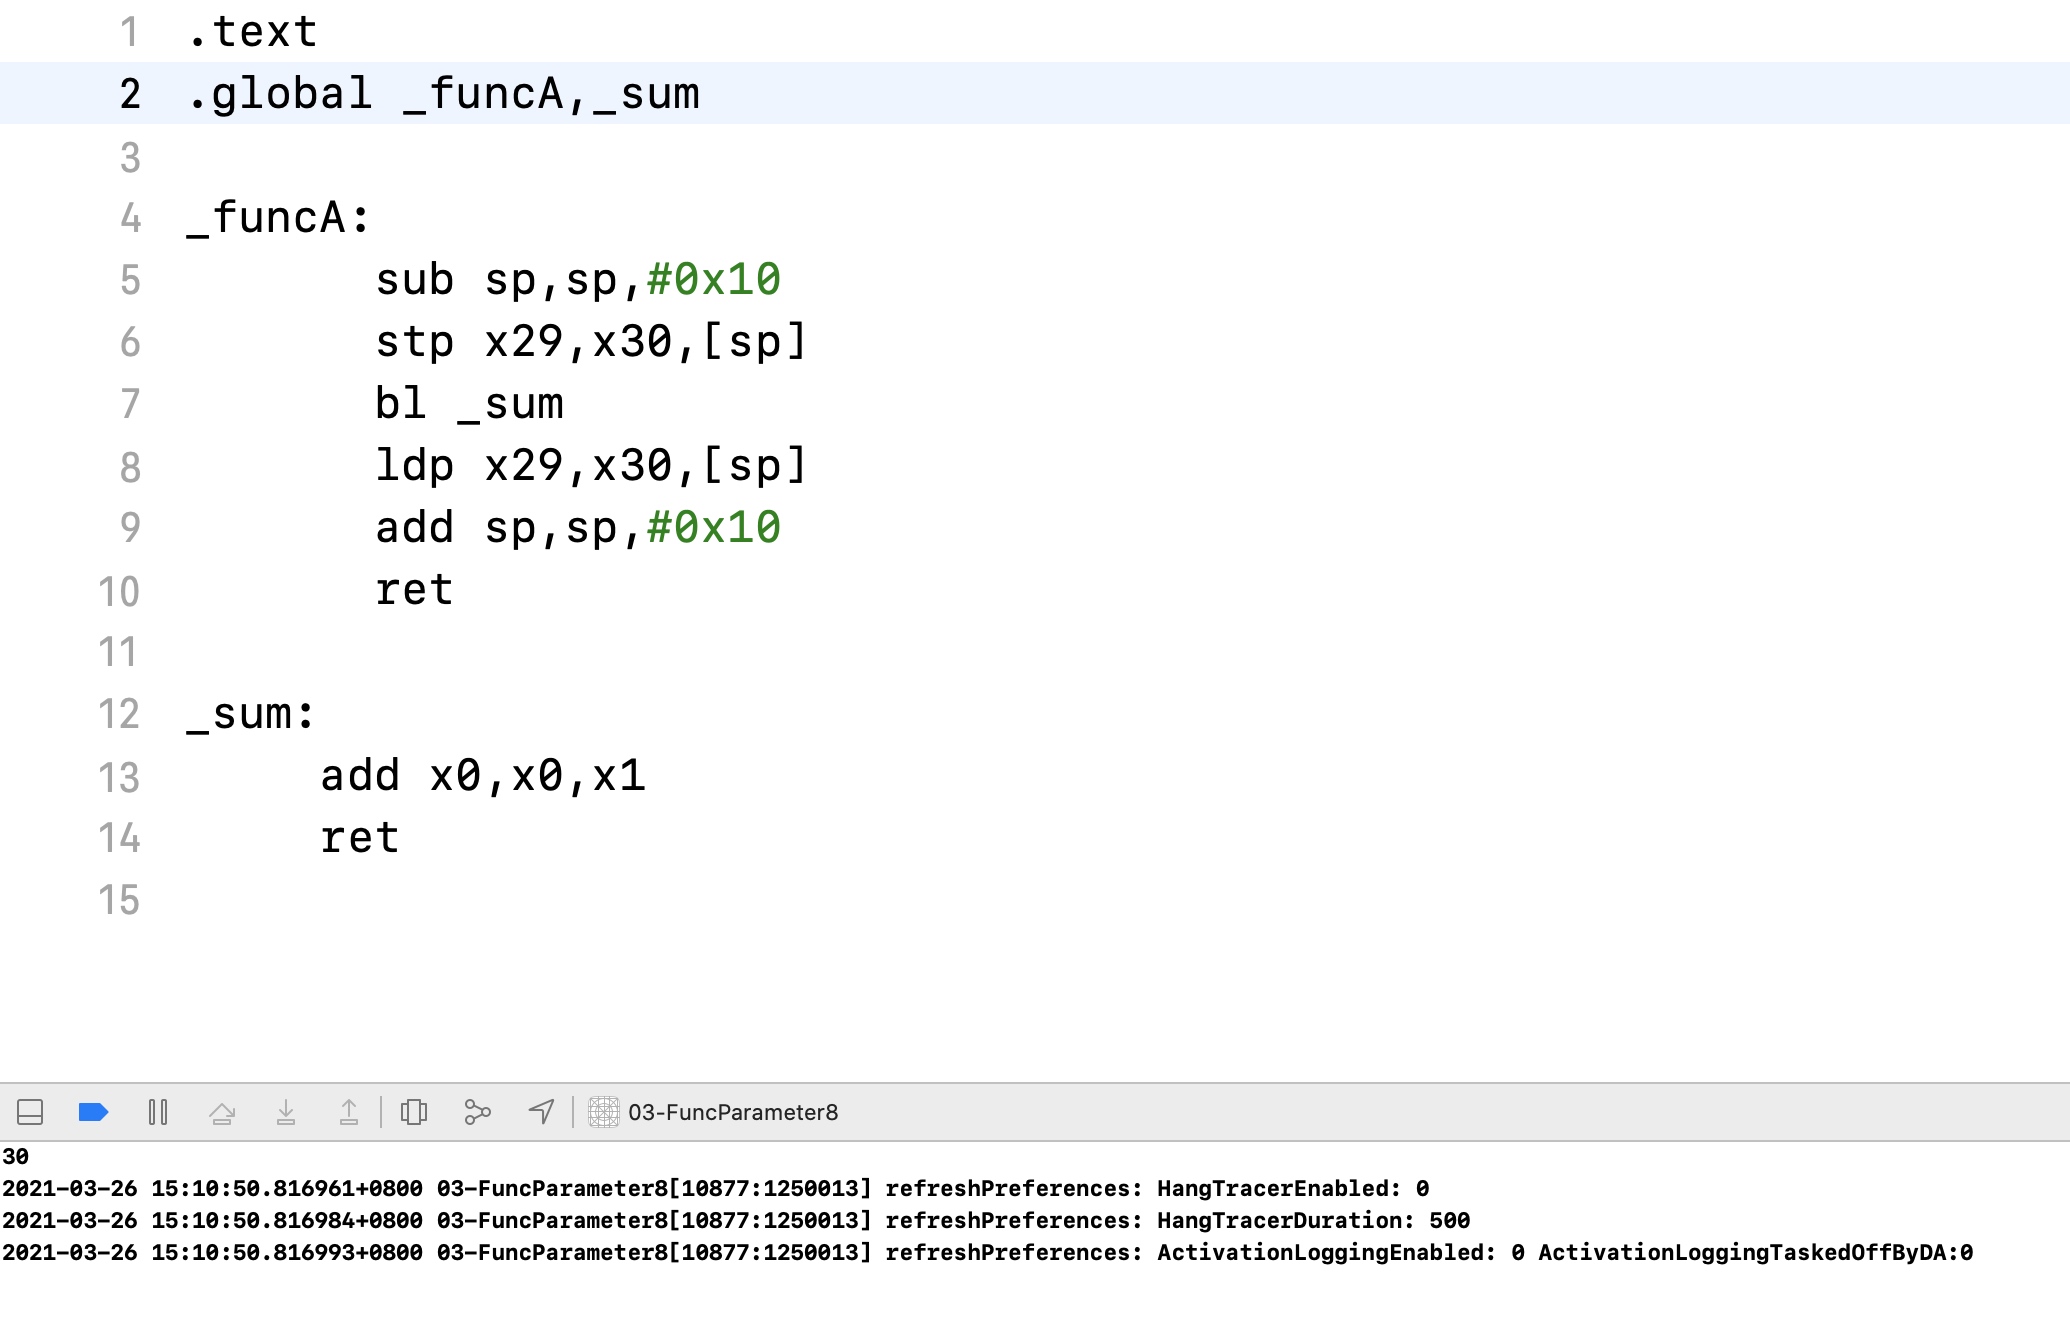 1 .text
2 .global _funcA,_sum
3
4 _funcA:
5 sub sp,sp,#0x10
6 stp x29,x30,[sp]
7 bl _sum
8 ldp x29,x30,[sp]
9 add sp,sp,#0x10
10 ret
11
12 _sum:
13 add x0,x0,x1
14 ret
15
03-FuncParameter8
30
2021-03-26 15:10:50.816961+0800 03-FuncParameter8[10877:1250013] refreshPreferences: HangTracerEnabled: 0
2021-03-26 15:10:50.816984+0800 03-FuncParameter8[10877:1250013] refreshPreferences: HangTracerDuration: 500
2021-03-26 15:10:50.816993+0800 03-FuncParameter8[10877:1250013] refreshPreferences: ActivationLoggingEnabled: 0 ActivationLoggingTaskedOffByDA:0